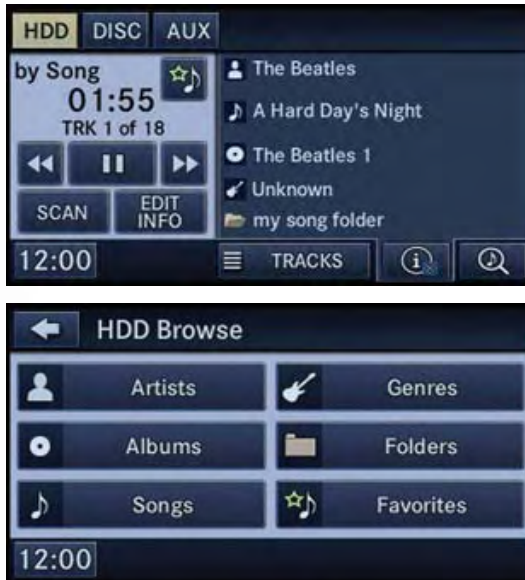 HDD DISC AUX
by Song
01:55
TRK 1 of 18
SCAN
EDIT
INFO
The Beatles
A Hard Day's Night
The Beatles 1
Unknown
my song folder
12:00
TRACKS
HDD Browse
Artists
Genres
Albums
Folders
Songs
Favorites
12:00